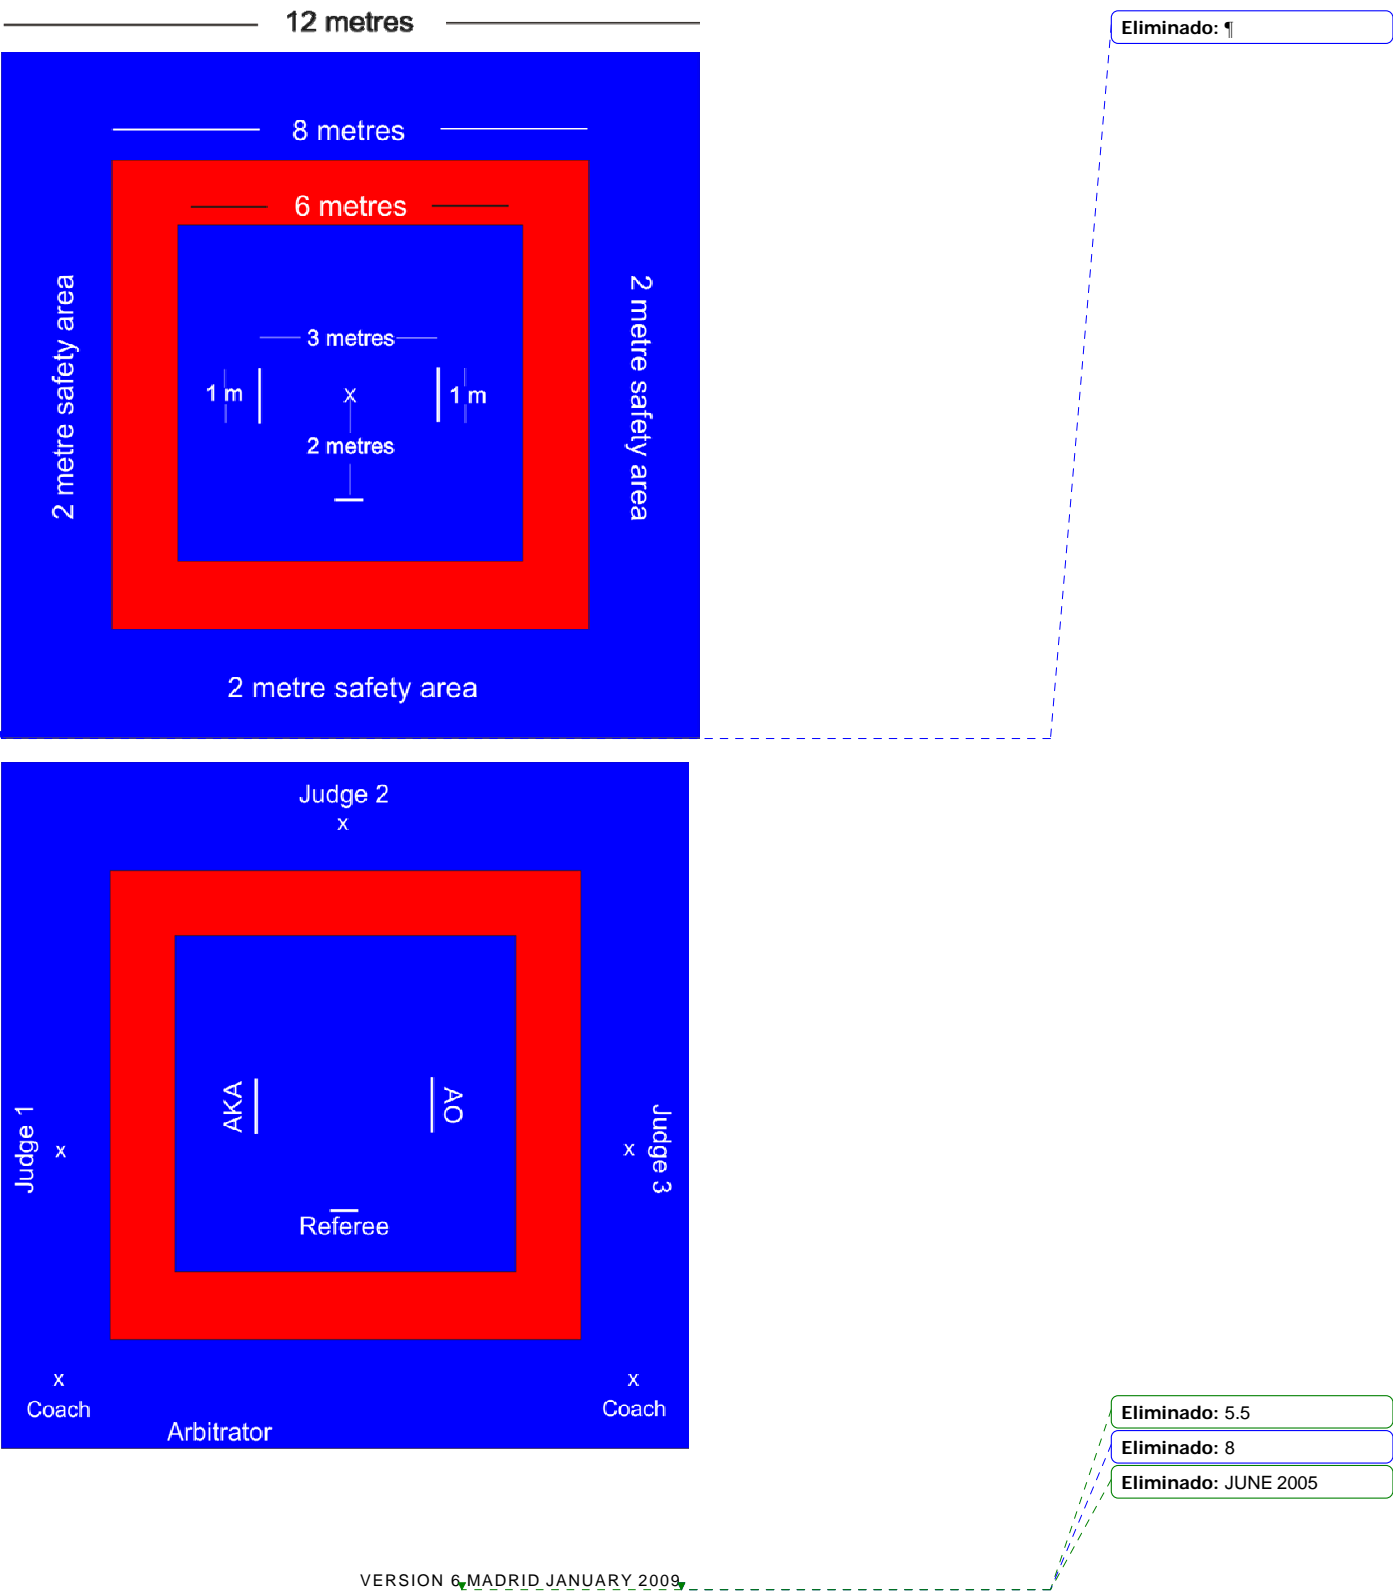 12 metres
Eliminado: ¶
8 metres
6 metres
2 metre safety area
2 metre safety area
3 metres
1 m
x
1 m
2 metres
2 metre safety area
Judge 2
x
AKA
AO
Judge 1
x
x
Judge 3
Referee
x
Coach
x
Coach
Arbitrator
Eliminado: 5.5
Eliminado: 8
Eliminado: JUNE 2005
VERSION 6 MADRID JANUARY 2009